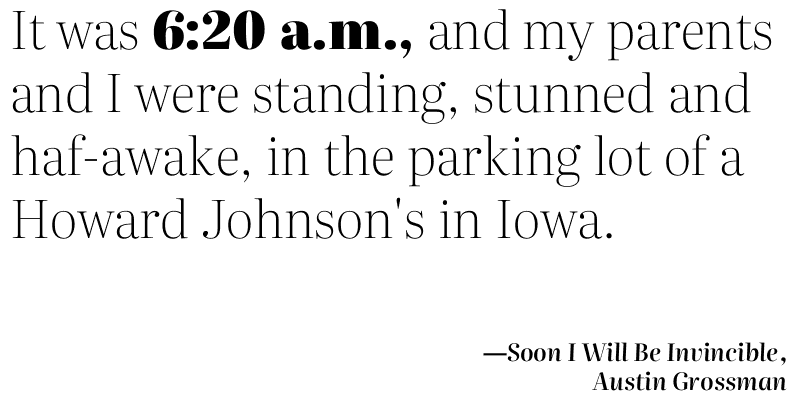 It was 6:20 a.m., and my parents
and I were standing, stunned and
haf-awake, in the parking lot of a
Howard Johnson's in Iowa.
—Soon I Will Be Invincible,
Austin Grossman